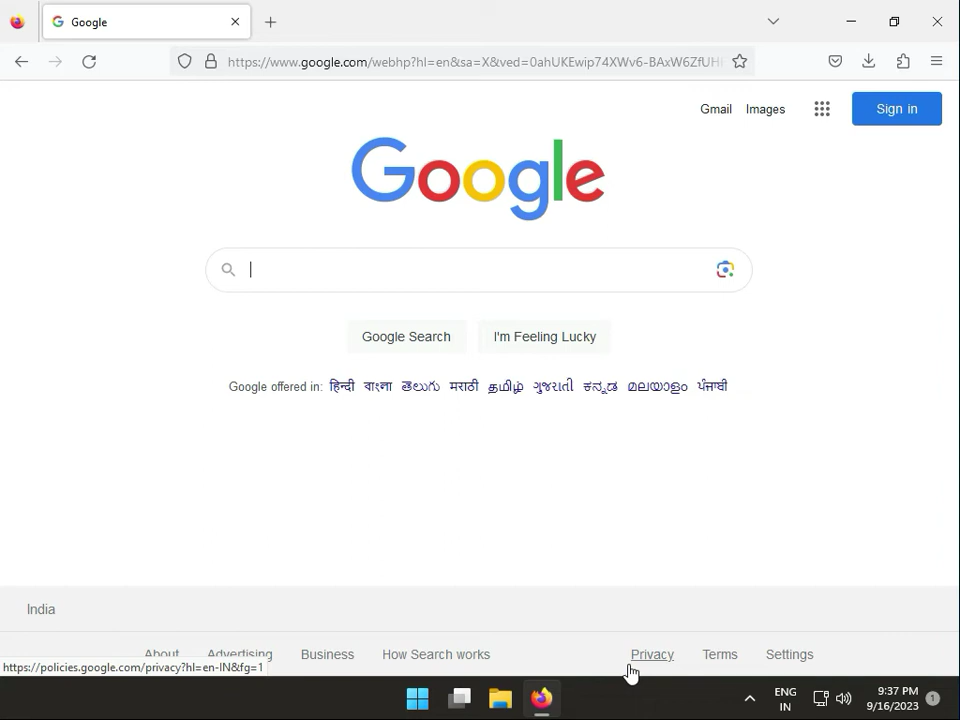 Google
https://www.google.com/webhp?hl=en&sa=X&ved=0ahUKEwip74XWv6-BAxW6ZfUH
Gmail Images Sign in
Google
Google Search I'm Feeling Lucky
Google offered in: हिन्दी বাংলা తెలుగు मराठी தமிழ் ગુજરાતી ಕನ್ನಡ മലയാളം ਪੰਜਾਬੀ
India
About Advertising Business How Search works Privacy Terms Settings
https://policies.google.com/privacy?hl=en-IN&fg=1
ENG
IN
9:37 PM
9/16/2023
1